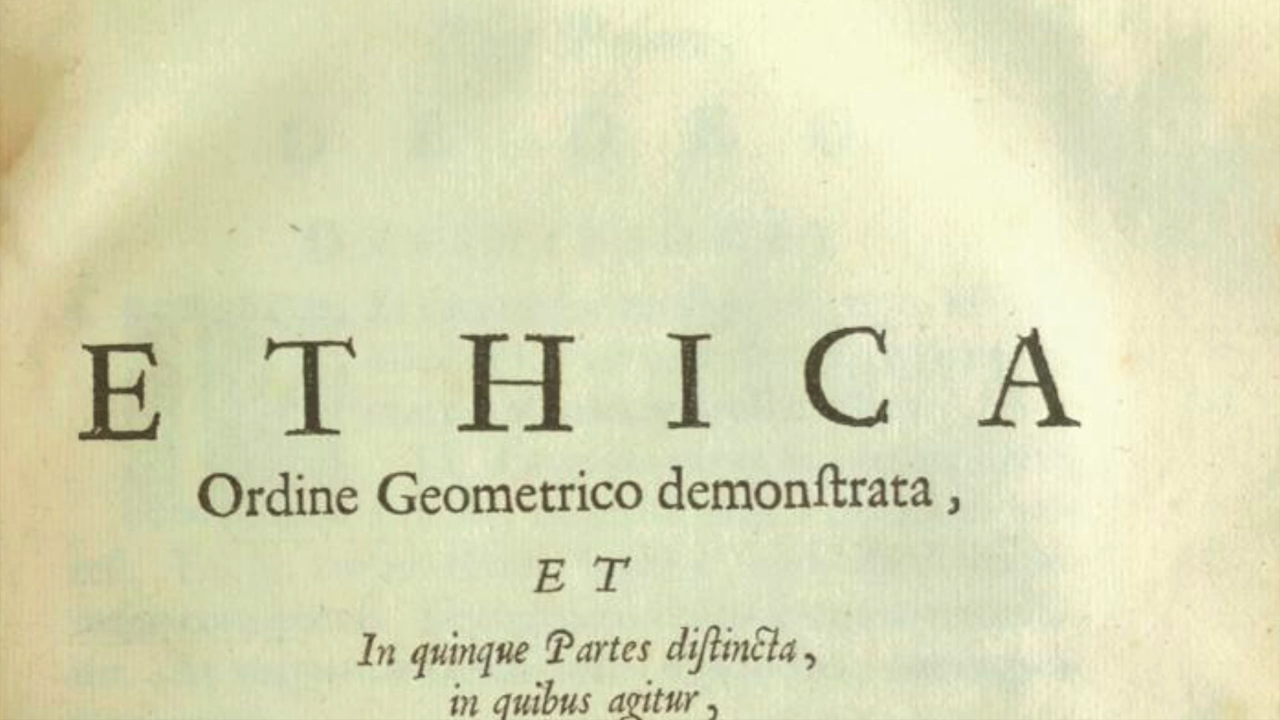 ETHICA
Ordine Geometrico demonſtrata,
ET
In quinque Partes diſtincta,
in quibus agitur,